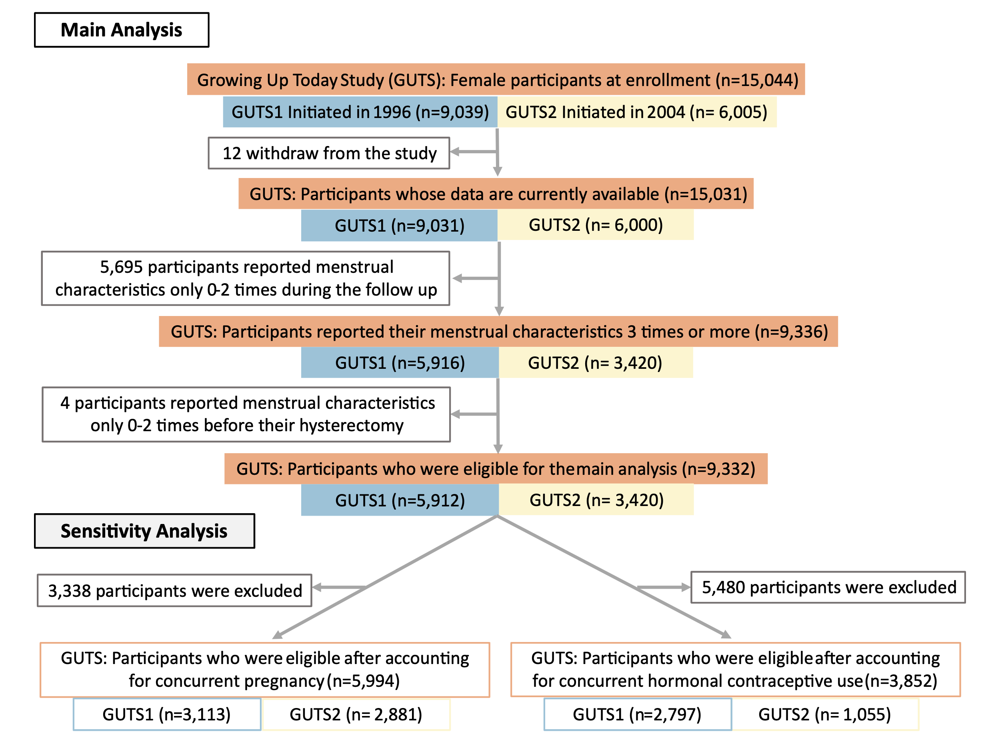 Main Analysis
Growing Up Today Study (GUTS): Female participants at enrollment (n=15,044)
GUTS1 Initiated in 1996 (n=9,039)
GUTS2 Initiated in 2004 (n= 6,005)
12 withdraw from the study
GUTS: Participants whose data are currently available (n=15,031)
GUTS1 (n=9,031)
GUTS2 (n= 6,000)
5,695 participants reported menstrual
characteristics only 0-2 times during the follow up
GUTS: Participants reported their menstrual characteristics 3 times or more (n=9,336)
GUTS1 (n=5,916)
GUTS2 (n= 3,420)
4 participants reported menstrual characteristics
only 0-2 times before their hysterectomy
GUTS: Participants who were eligible for the main analysis (n=9,332)
GUTS1 (n=5,912)
GUTS2 (n= 3,420)
Sensitivity Analysis
3,338 participants were excluded
5,480 participants were excluded
GUTS: Participants who were eligible after accounting
for concurrent pregnancy (n=5,994)
GUTS1 (n=3,113)
GUTS2 (n= 2,881)
GUTS: Participants who were eligible after accounting
for concurrent hormonal contraceptive use (n=3,852)
GUTS1 (n=2,797)
GUTS2 (n= 1,055)